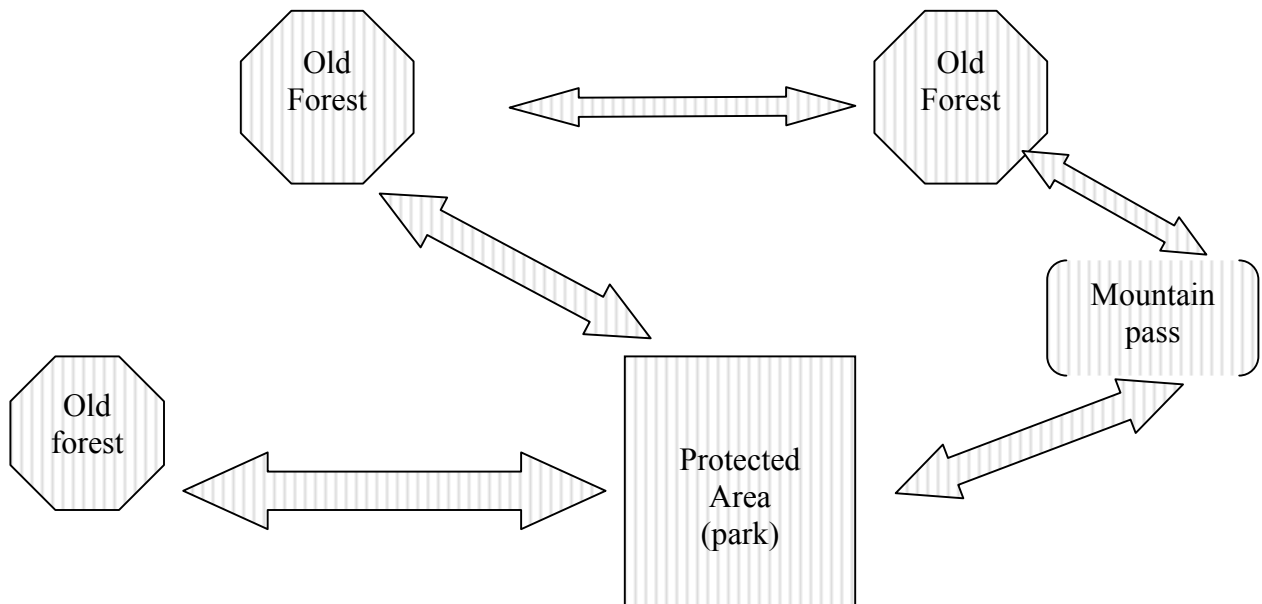 Old
Forest
Old
Forest
Mountain
pass
Old
forest
Protected
Area
(park)